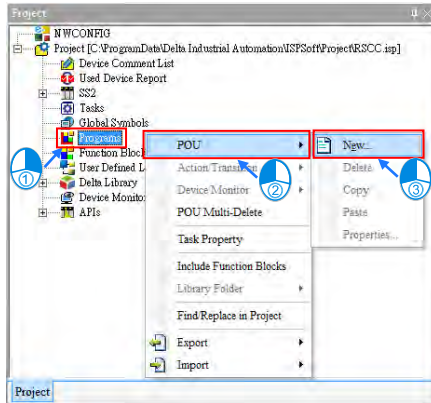 Project
NWCONFIG
Project [C:\ProgramData\Delta Industrial Automation\ISPSoft\Project\RSCC.isp]
Device Comment List
Used Device Report
SS2
Tasks
Global Symbols
Programs
Function Bloc
User Defined
Delta Library
Device Monito
APIs
①
POU
Action/Transition
②
Device Monitor
POU Multi-Delete
Task Property
Include Function Blocks
Library Folder
Find/Replace in Project
Export
Import
New...
Delete
③
Copy
Paste
Properties...
Project